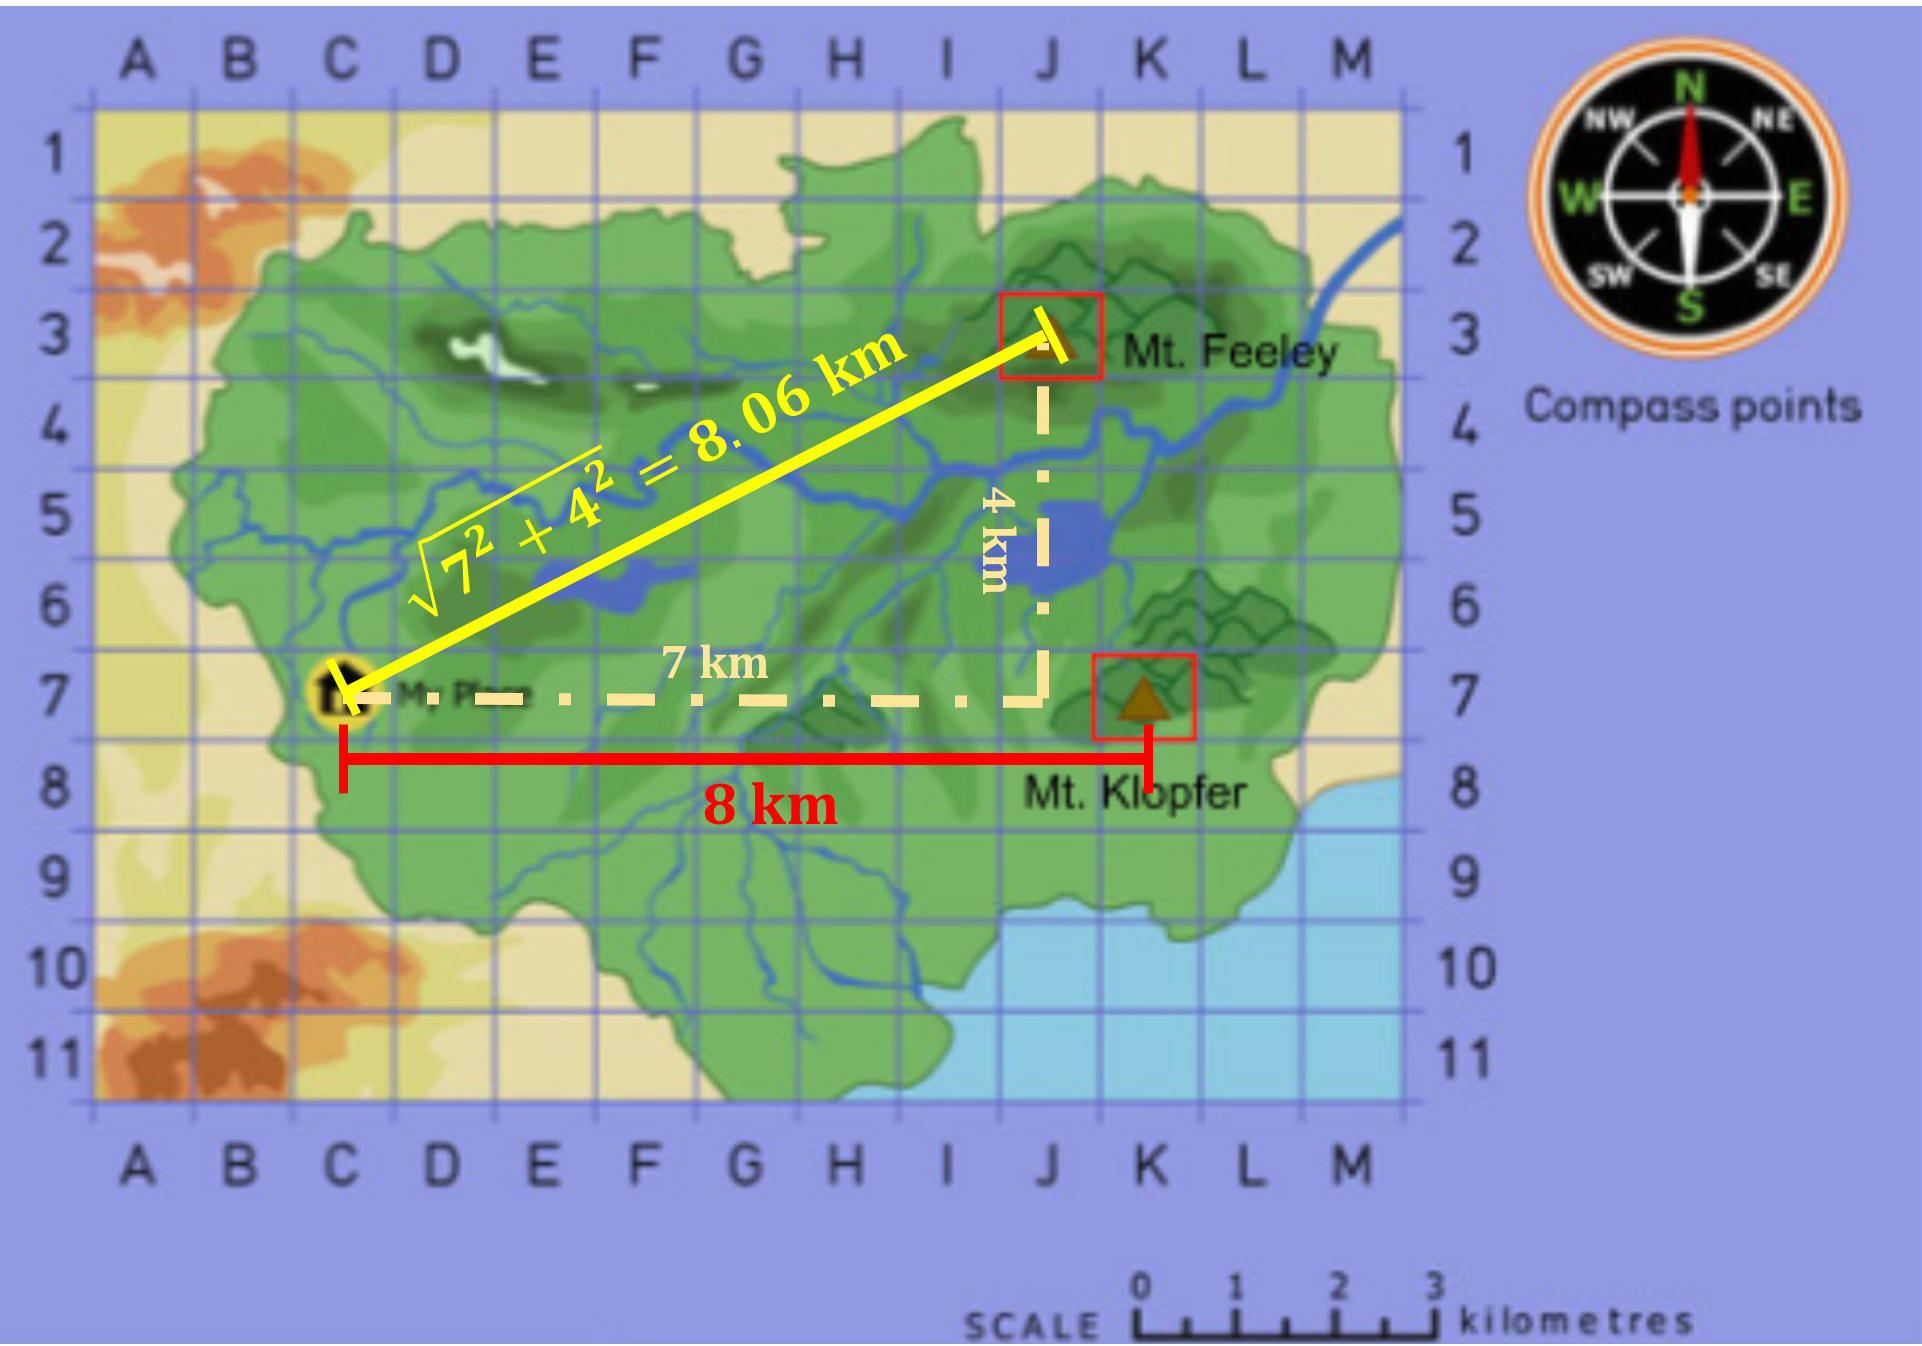 A B C D E F G H I J K L M
N
NW NE
W E
SW SE
S
Compass points
1 1
2 2
3 3
4 4
5 5
6 6
7 7
8 8
9 9
10 10
11 11
Mt. Feeley
√7² + 4² = 8.06 km
4 km
7 km
My Place
8 km
Mt. Klopfer
A B C D E F G H I J K L M
0 1 2 3
SCALE kilometres